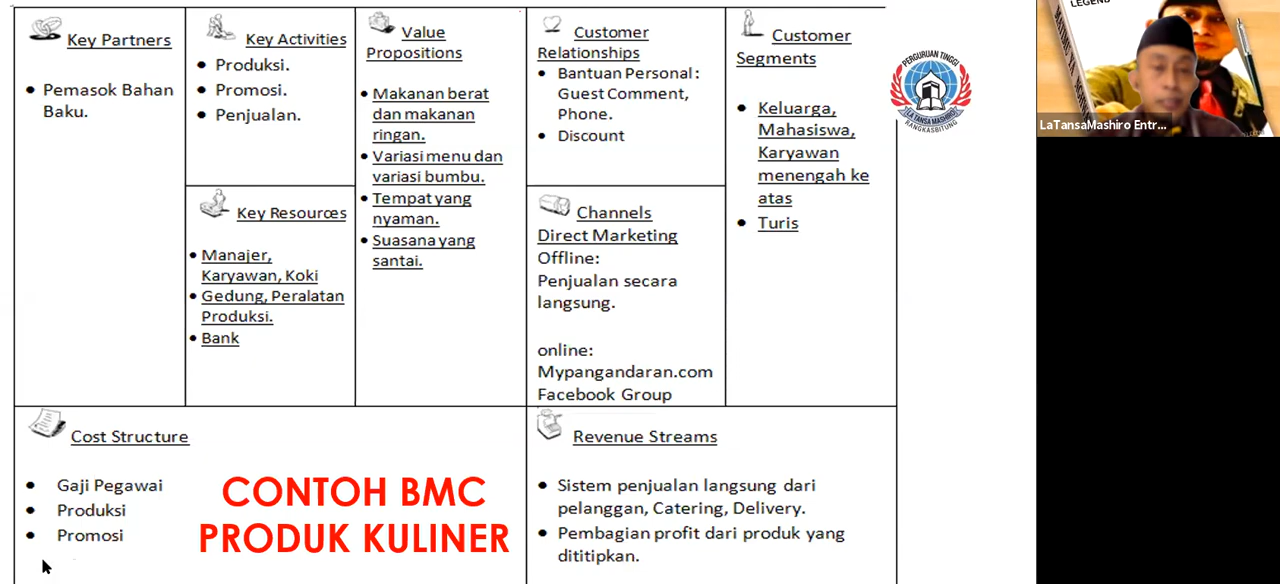 Key Partners
• Pemasok Bahan
Baku.
Key Activities
• Produksi.
• Promosi.
• Penjualan.
Key Resources
• Manajer,
Karyawan, Koki
• Gedung, Peralatan
Produksi.
• Bank
Value
Propositions
• Makanan berat
dan makanan
ringan.
• Variasi menu dan
variasi bumbu.
• Tempat yang
nyaman.
• Suasana yang
santai.
Customer
Relationships
• Bantuan Personal:
Guest Comment,
Phone.
• Discount
Channels
Direct Marketing
Offline:
Penjualan secara
langsung.
online:
Mypangandaran.com
Facebook Group
Customer
Segments
• Keluarga,
Mahasiswa,
Karyawan
menengah ke
atas
• Turis
Cost Structure
• Gaji Pegawai
• Produksi
• Promosi
CONTOH BMC
PRODUK KULINER
Revenue Streams
• Sistem penjualan langsung dari
pelanggan, Catering, Delivery.
• Pembagian profit dari produk yang
dititipkan.
PERGURUAN TINGGI
LA TANSA MASHIRO
RANGKASBITUNG
LEGEND
LaTansaMashiro Entr...